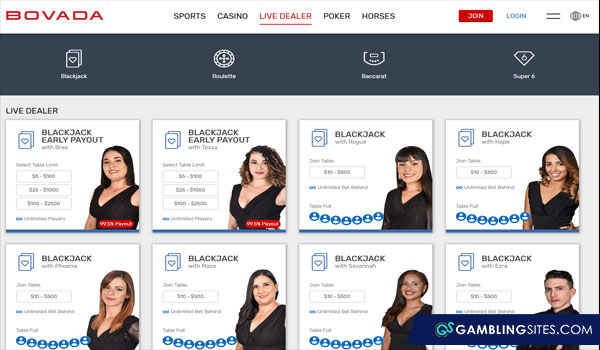 BOVADA
SPORTS CASINO LIVE DEALER POKER HORSES
JOIN LOGIN EN
Blackjack Roulette Baccarat Super 6
LIVE DEALER
BLACKJACK
EARLY PAYOUT
with Bree
Select Table Limit:
$5 - $100
$25 - $1000
$100 - $2500
Unlimited Players
99.5% Payout
BLACKJACK
EARLY PAYOUT
with Tessa
Select Table Limit:
$5 - $100
$25 - $1000
$100 - $2500
Unlimited Players
99.5% Payout
BLACKJACK
with Rogue
Join Table:
$10 - $500
Unlimited Bet Behind
Table Full
BLACKJACK
with Hope
Join Table:
$10 - $500
Unlimited Bet Behind
Table Full
BLACKJACK
with Phoenix
Join Table:
$10 - $500
Unlimited Bet Behind
Table Full
BLACKJACK
with Maze
Join Table:
$10 - $500
Unlimited Bet Behind
Table Full
BLACKJACK
with Savannah
Join Table:
$10 - $500
Unlimited Bet Behind
Table Full
BLACKJACK
with Ezra
Join Table:
$10 - $500
Unlimited Bet Behind
GS GAMBLINGSITES.COM